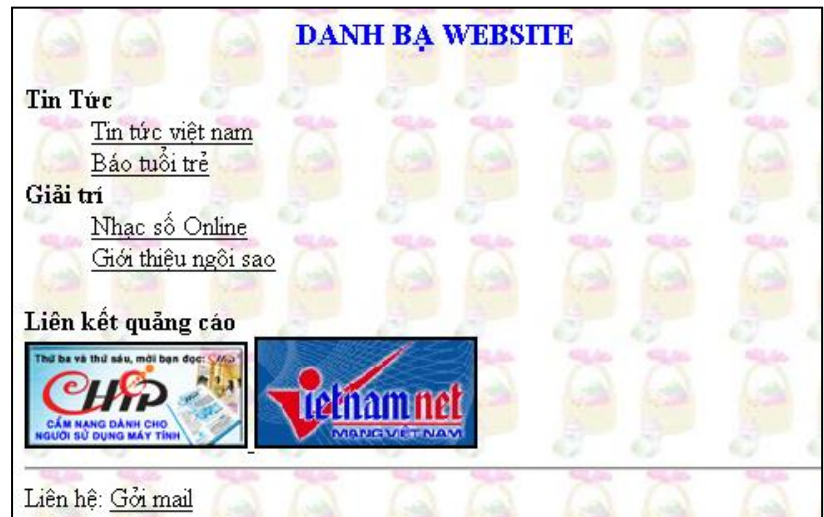 DANH BẠ WEBSITE
Tin Tức
Tin tức việt nam
Báo tuổi trẻ
Giải trí
Nhạc số Online
Giới thiệu ngôi sao
Liên kết quảng cáo
Thứ ba và thứ sáu, mời bạn đọc:
CHIP
CẨM NANG DÀNH CHO
NGƯỜI SỬ DỤNG MÁY TÍNH
Vietnam net
MẠNG VIỆT NAM
Liên hệ: Gởi mail